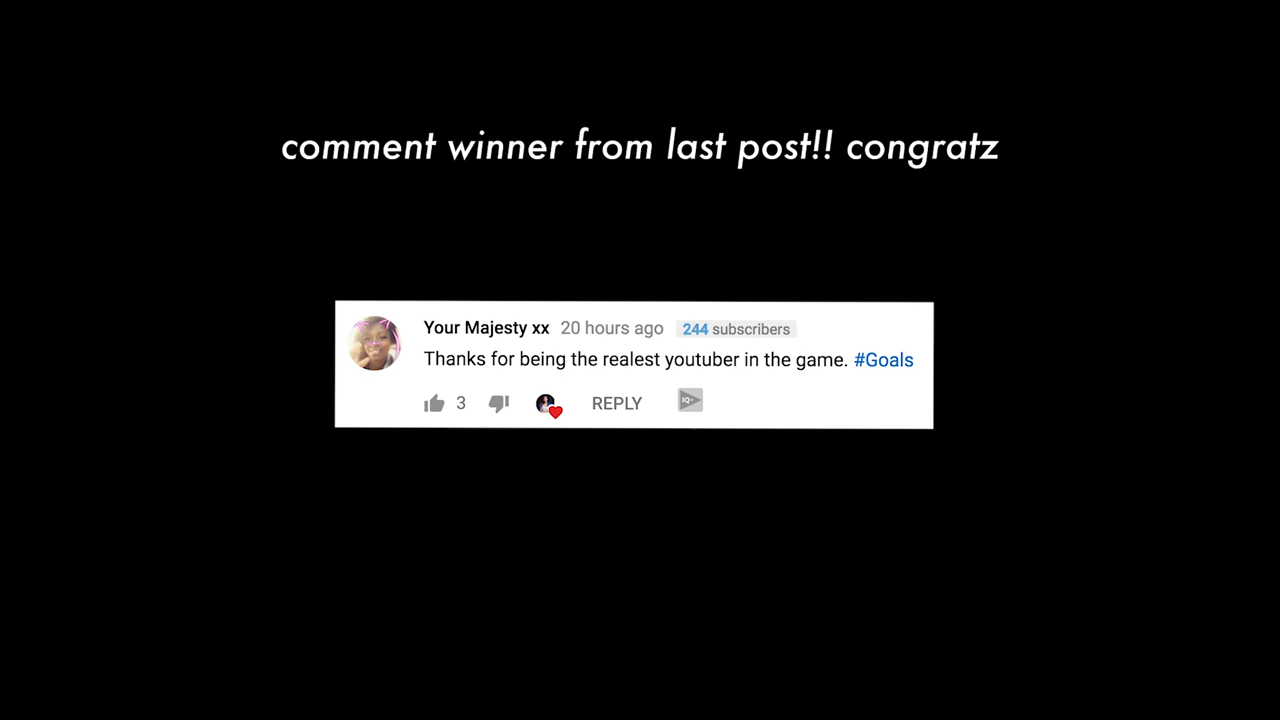 comment winner from last post!! congratz
Your Majesty xx 20 hours ago 244 subscribers
Thanks for being the realest youtuber in the game. #Goals
3 REPLY IQ